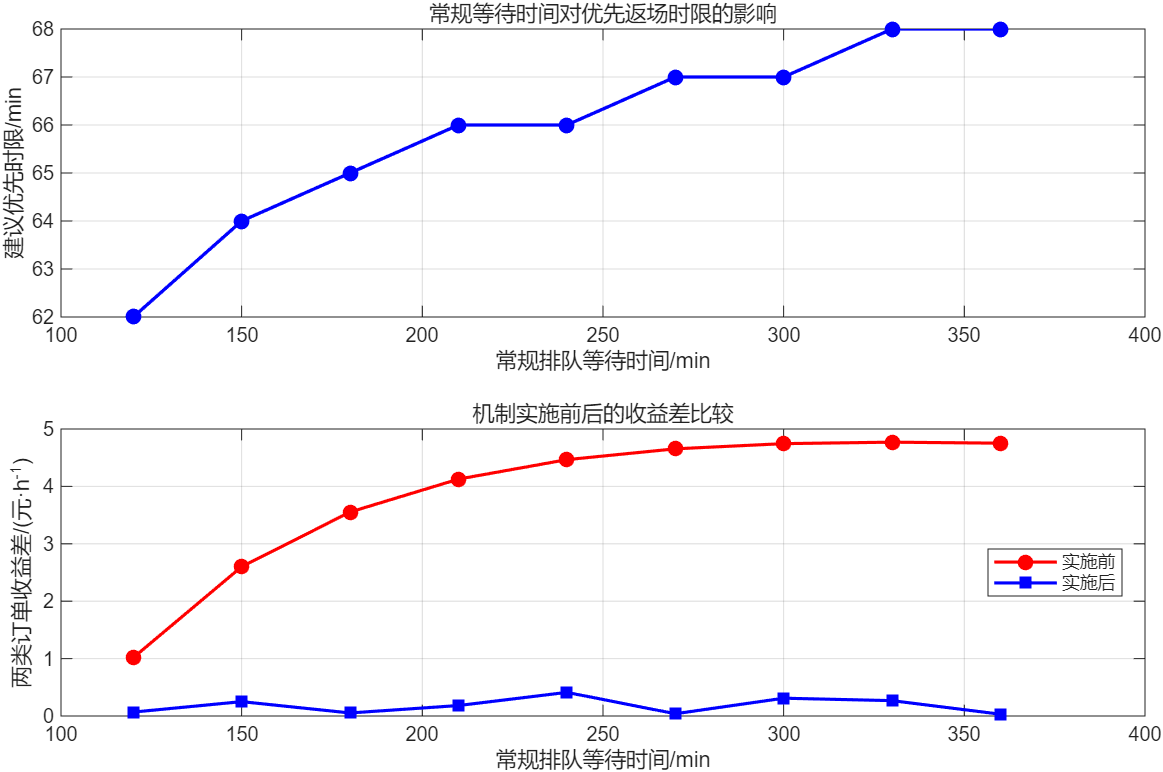 常规等待时间对优先返场时限的影响
68
67
66
65
64
63
62
建议优先时限/min
100 150 200 250 300 350 400
常规排队等待时间/min
机制实施前后的收益差比较
5
4
3
2
1
0
两类订单收益差/(元·h⁻¹)
实施前
实施后
100 150 200 250 300 350 400
常规排队等待时间/min